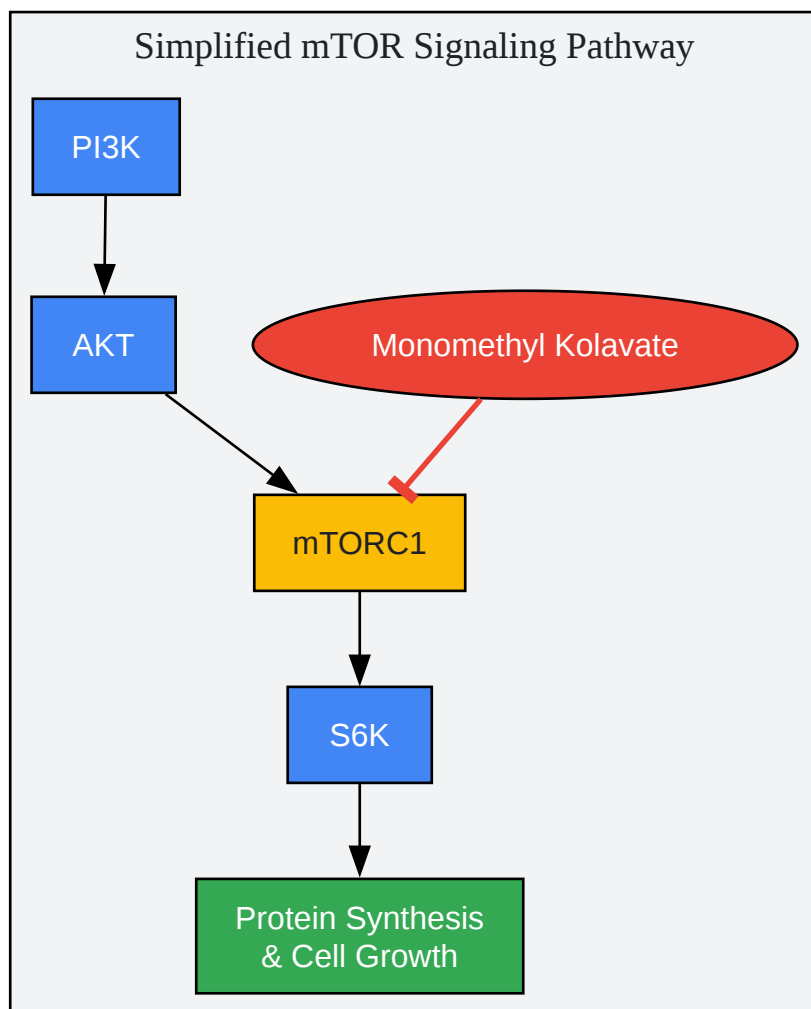 Simplified mTOR Signaling Pathway
PI3K
AKT
Monomethyl Kolavate
mTORC1
S6K
Protein Synthesis
& Cell Growth